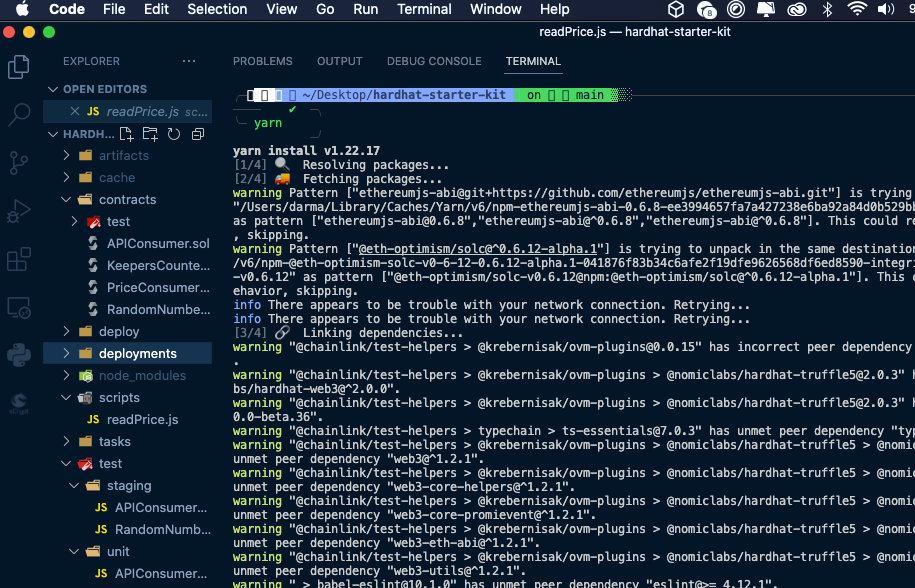 Code File Edit Selection View Go Run Terminal Window Help
readPrice.js — hardhat-starter-kit
EXPLORER
OPEN EDITORS
JS readPrice.js sc...
HARDH...
artifacts
cache
contracts
test
APIConsumer.sol
KeepersCounte...
PriceConsumer...
RandomNumbe...
deploy
deployments
node_modules
scripts
JS readPrice.js
tasks
test
staging
JS APIConsumer...
JS RandomNumb...
unit
JS APIConsumer...
PROBLEMS OUTPUT DEBUG CONSOLE TERMINAL
~/Desktop/hardhat-starter-kit on main
✔
yarn
yarn install v1.22.17
[1/4] 🔍 Resolving packages...
[2/4] 🚚 Fetching packages...
warning Pattern ["ethereumjs-abi@git+https://github.com/ethereumjs/ethereumjs-abi.git"] is trying
"/Users/darma/Library/Caches/Yarn/v6/npm-ethereumjs-abi-0.6.8-ee3994657fa7a427238e6ba92a84d0b529bb
as pattern ["ethereumjs-abi@0.6.8","ethereumjs-abi@^0.6.8","ethereumjs-abi@^0.6.8"]. This could re
, skipping.
warning Pattern ["@eth-optimism/solc@^0.6.12-alpha.1"] is trying to unpack in the same destination
/v6/npm-@eth-optimism-solc-v0-6-12-0.6.12-alpha.1-041876f83b34c6afe2f19dfe9626568df6ed8590-integri
-v0.6.12" as pattern ["@eth-optimism/solc-v0.6.12@npm:@eth-optimism/solc@^0.6.12-alpha.1"]. This c
ehavior, skipping.
info There appears to be trouble with your network connection. Retrying...
info There appears to be trouble with your network connection. Retrying...
[3/4] 🔗 Linking dependencies...
warning "@chainlink/test-helpers > @krebernisak/ovm-plugins@0.0.15" has incorrect peer dependency
.
warning "@chainlink/test-helpers > @krebernisak/ovm-plugins > @nomiclabs/hardhat-truffle5@2.0.3" h
bs/hardhat-web3@^2.0.0".
warning "@chainlink/test-helpers > @krebernisak/ovm-plugins > @nomiclabs/hardhat-truffle5@2.0.3" h
0.0-beta.36".
warning "@chainlink/test-helpers > typechain > ts-essentials@7.0.3" has unmet peer dependency "typ
warning "@chainlink/test-helpers > @krebernisak/ovm-plugins > @nomiclabs/hardhat-truffle5 > @nomic
unmet peer dependency "web3@^1.2.1".
warning "@chainlink/test-helpers > @krebernisak/ovm-plugins > @nomiclabs/hardhat-truffle5 > @nomic
unmet peer dependency "web3-core-helpers@^1.2.1".
warning "@chainlink/test-helpers > @krebernisak/ovm-plugins > @nomiclabs/hardhat-truffle5 > @nomic
unmet peer dependency "web3-core-promievent@^1.2.1".
warning "@chainlink/test-helpers > @krebernisak/ovm-plugins > @nomiclabs/hardhat-truffle5 > @nomic
unmet peer dependency "web3-eth-abi@^1.2.1".
warning "@chainlink/test-helpers > @krebernisak/ovm-plugins > @nomiclabs/hardhat-truffle5 > @nomic
unmet peer dependency "web3-utils@^1.2.1".
warning " > babel-eslint@10.1.0" has unmet peer dependency "eslint@>= 4.12.1".